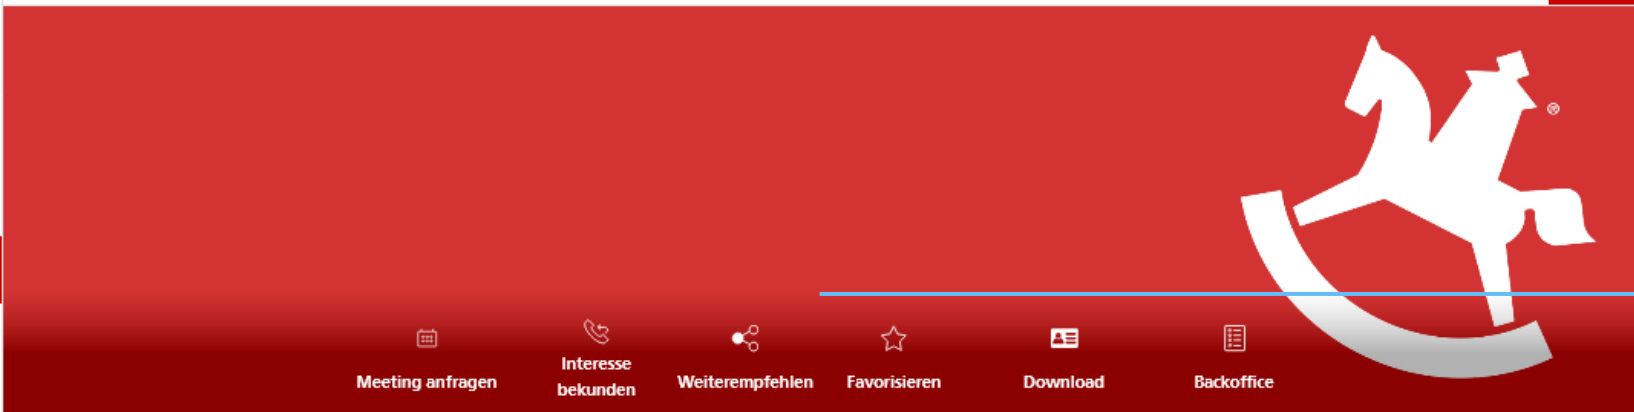 ®
Meeting anfragen
Interesse
bekunden
Weiterempfehlen
Favorisieren
Download
Backoffice